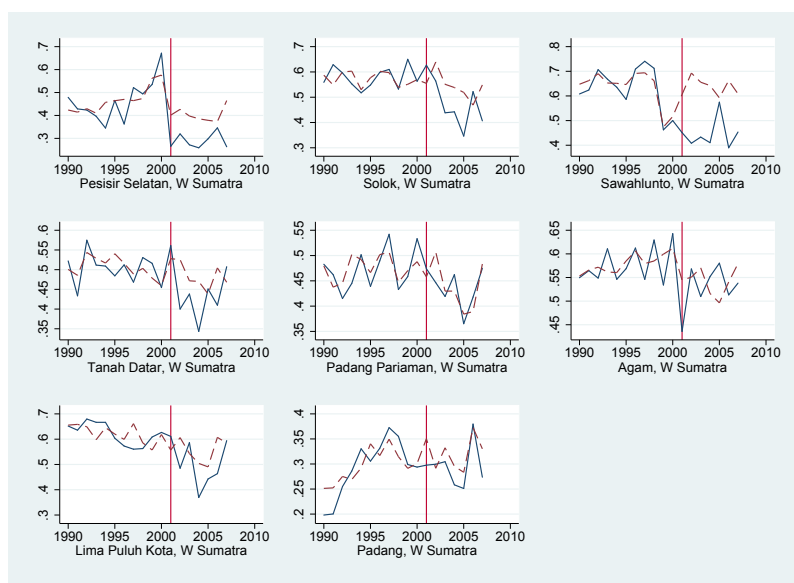 .7
.6
.5
.4
.3
1990 1995 2000 2005 2010
Pesisir Selatan, W Sumatra
.7
.6
.5
.4
.3
1990 1995 2000 2005 2010
Solok, W Sumatra
.8
.7
.6
.5
.4
1990 1995 2000 2005 2010
Sawahlunto, W Sumatra
.6
.55
.5
.45
.4
.35
1990 1995 2000 2005 2010
Tanah Datar, W Sumatra
.55
.5
.45
.4
.35
1990 1995 2000 2005 2010
Padang Pariaman, W Sumatra
.65
.6
.55
.5
.45
1990 1995 2000 2005 2010
Agam, W Sumatra
.7
.6
.5
.4
.3
1990 1995 2000 2005 2010
Lima Puluh Kota, W Sumatra
.4
.35
.3
.25
.2
1990 1995 2000 2005 2010
Padang, W Sumatra